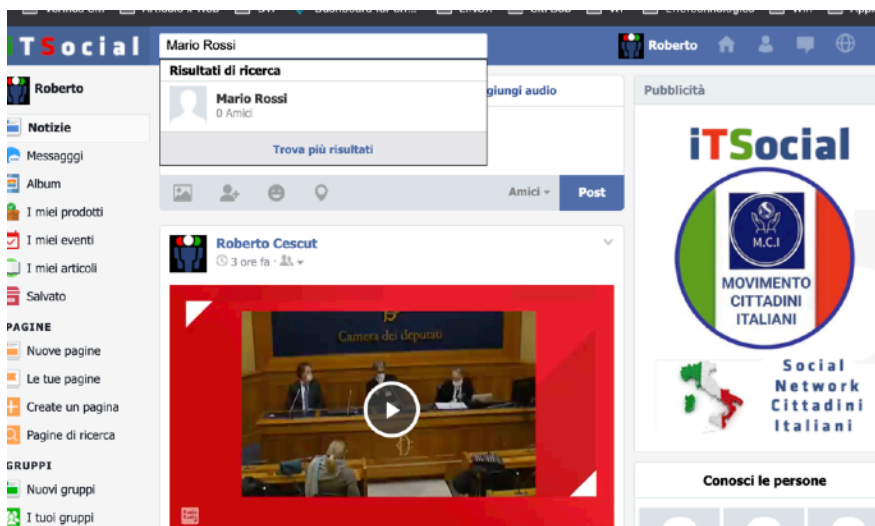 iTSocial
Mario Rossi
Roberto
Risultati di ricerca
Mario Rossi
0 Amici
Trova più risultati
giungi audio
Amici
Post
Roberto
Notizie
Messagggi
Album
I miei prodotti
I miei eventi
I miei articoli
Salvato
PAGINE
Nuove pagine
Le tue pagine
Create un pagina
Pagine di ricerca
GRUPPI
Nuovi gruppi
I tuoi gruppi
Roberto Cescut
3 ore fa ·
Camera dei deputati
Pubblicità
iTSocial
M.C.I
MOVIMENTO
CITTADINI
ITALIANI
Social
Network
Cittadini
Italiani
Conosci le persone